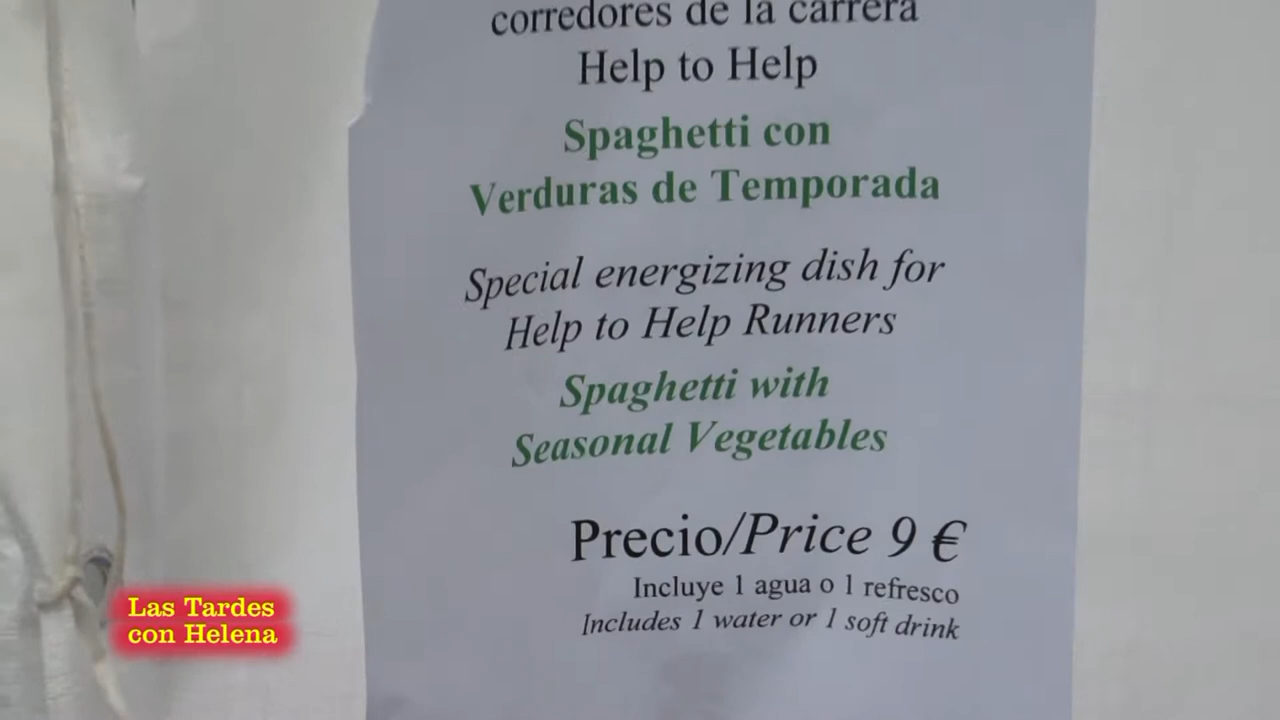 corredores de la carrera
Help to Help
Spaghetti con
Verduras de Temporada
Special energizing dish for
Help to Help Runners
Spaghetti with
Seasonal Vegetables
Precio/Price 9 €
Incluye 1 agua o 1 refresco
Includes 1 water or 1 soft drink
Las Tardes
con Helena